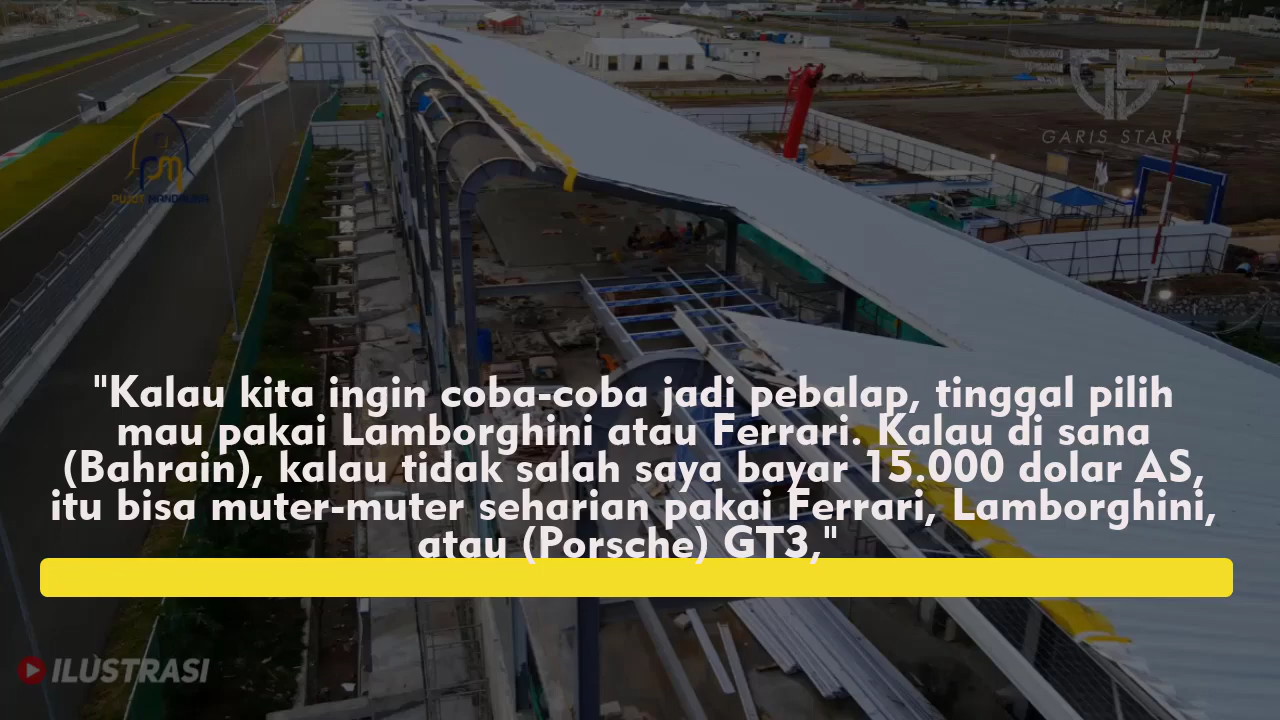 GARIS START
PUJUT MANDALIKA
"Kalau kita ingin coba-coba jadi pebalap, tinggal pilih
mau pakai Lamborghini atau Ferrari. Kalau di sana
(Bahrain), kalau tidak salah saya bayar 15.000 dolar AS,
itu bisa muter-muter seharian pakai Ferrari, Lamborghini,
atau (Porsche) GT3,"
ILUSTRASI